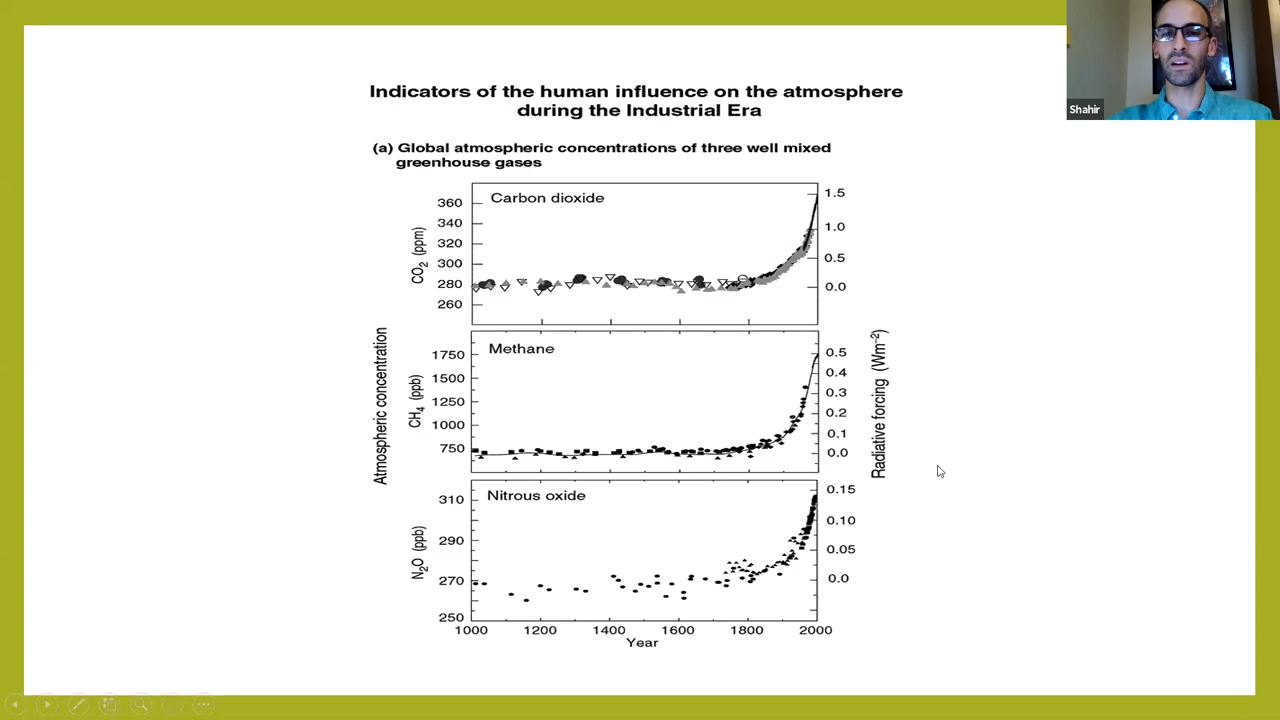 Shahir
Indicators of the human influence on the atmosphere
during the Industrial Era
(a) Global atmospheric concentrations of three well mixed
greenhouse gases
Carbon dioxide
360
340
320
300
280
260
CO2 (ppm)
1.5
1.0
0.5
0.0
Atmospheric concentration
Methane
1750
1500
1250
1000
750
CH4 (ppb)
0.5
0.4
0.3
0.2
0.1
0.0
Radiative forcing (Wm−2)
Nitrous oxide
310
290
270
250
N2O (ppb)
0.15
0.10
0.05
0.0
1000 1200 1400 1600 1800 2000
Year